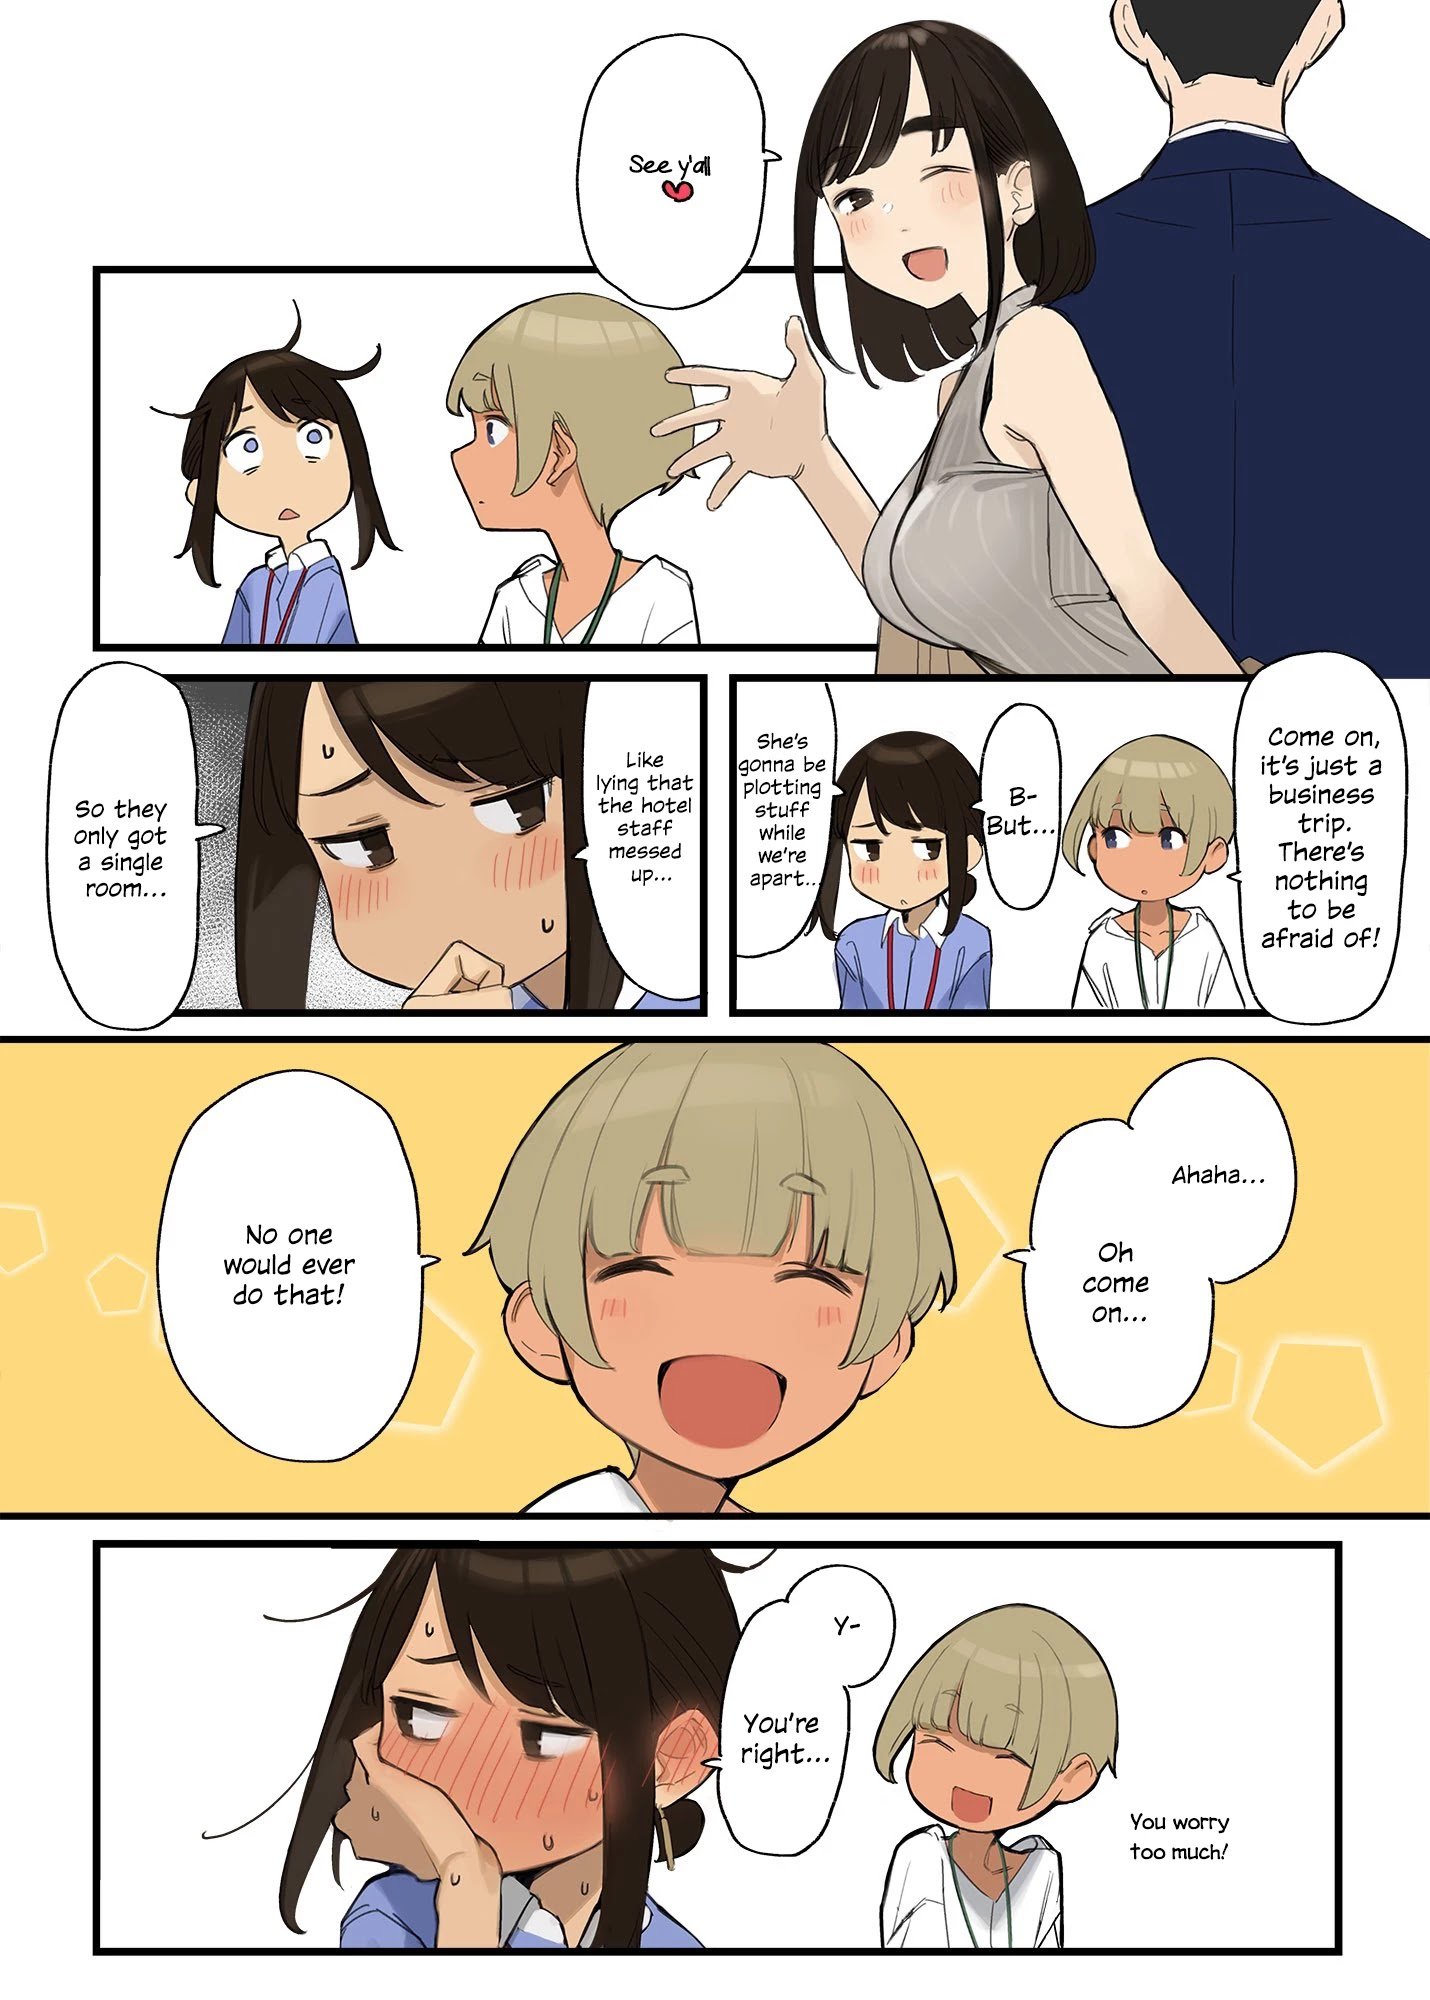 See y'all
Come on,
it's just a
business
trip.
There's
nothing
to be
afraid of!
B-
But...
She's
gonna be
plotting
stuff
while
we're
apart...
Like
lying that
the hotel
staff
messed
up...
So they
only got
a single
room...
Ahaha...
Oh
come
on...
No one
would ever
do that!
Y-
You're
right...
You worry
too much!